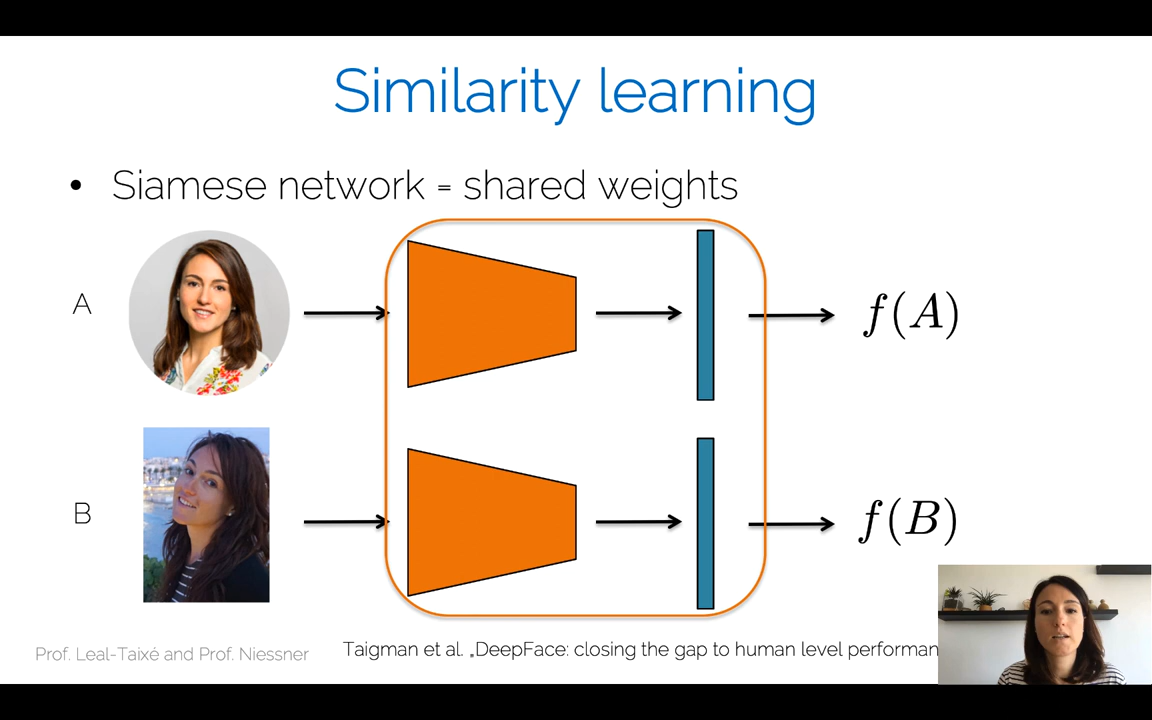 Similarity learning
• Siamese network = shared weights
A
f(A)
B
f(B)
Prof. Leal-Taixé and Prof. Niessner
Taigman et al. „DeepFace: closing the gap to human level performan